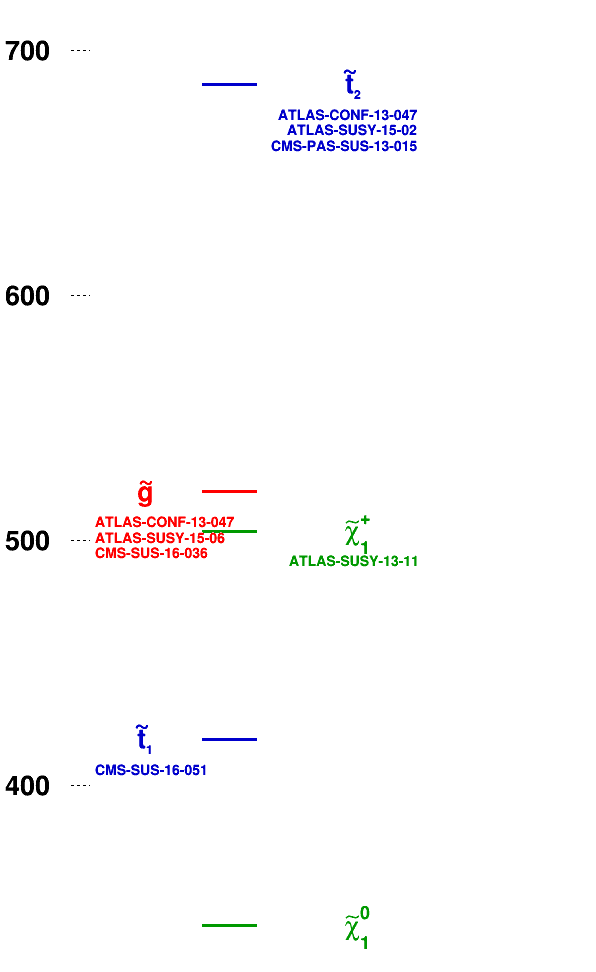 700
t̃₂
ATLAS-CONF-13-047
ATLAS-SUSY-15-02
CMS-PAS-SUS-13-015
600
g̃
ATLAS-CONF-13-047
ATLAS-SUSY-15-06
CMS-SUS-16-036
500
χ̃₁⁺
ATLAS-SUSY-13-11
t̃₁
CMS-SUS-16-051
400
χ̃₁⁰